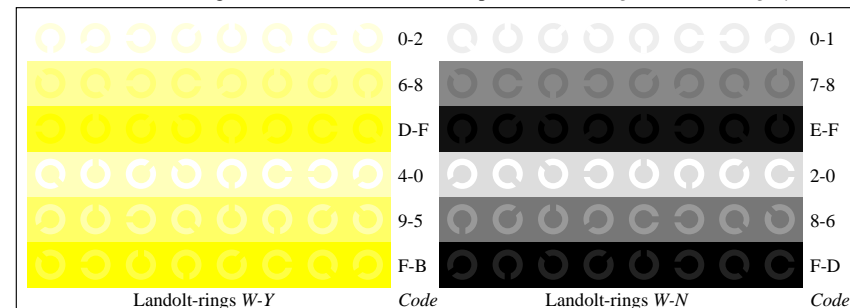 0-2 0-1
6-8 7-8
D-F E-F
4-0 2-0
9-5 8-6
F-B F-D
Landolt-rings W-Y Code Landolt-rings W-N Code